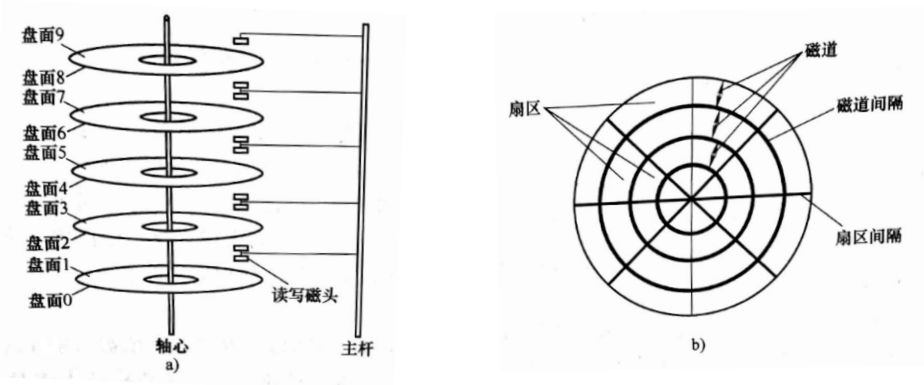 盘面9
盘面8
盘面7
盘面6
盘面5
盘面4
盘面3
盘面2
盘面1
盘面0
读写磁头
轴心
主杆
a)
磁道
扇区
磁道间隔
扇区间隔
b)